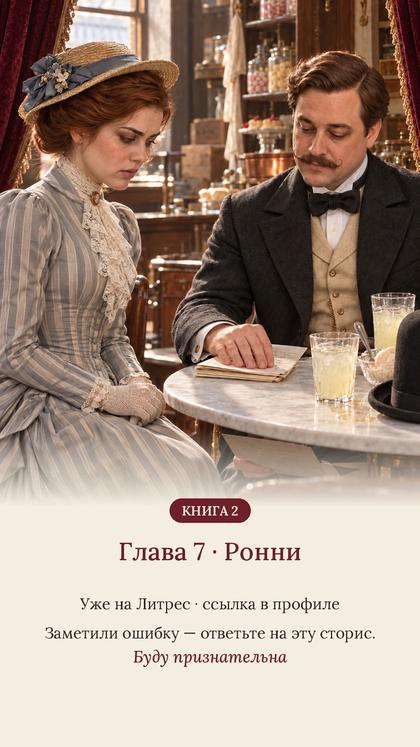 КНИГА 2
Глава 7 · Ронни
Уже на Литрес · ссылка в профиле
Заметили ошибку — ответьте на эту сторис.
Буду признательна